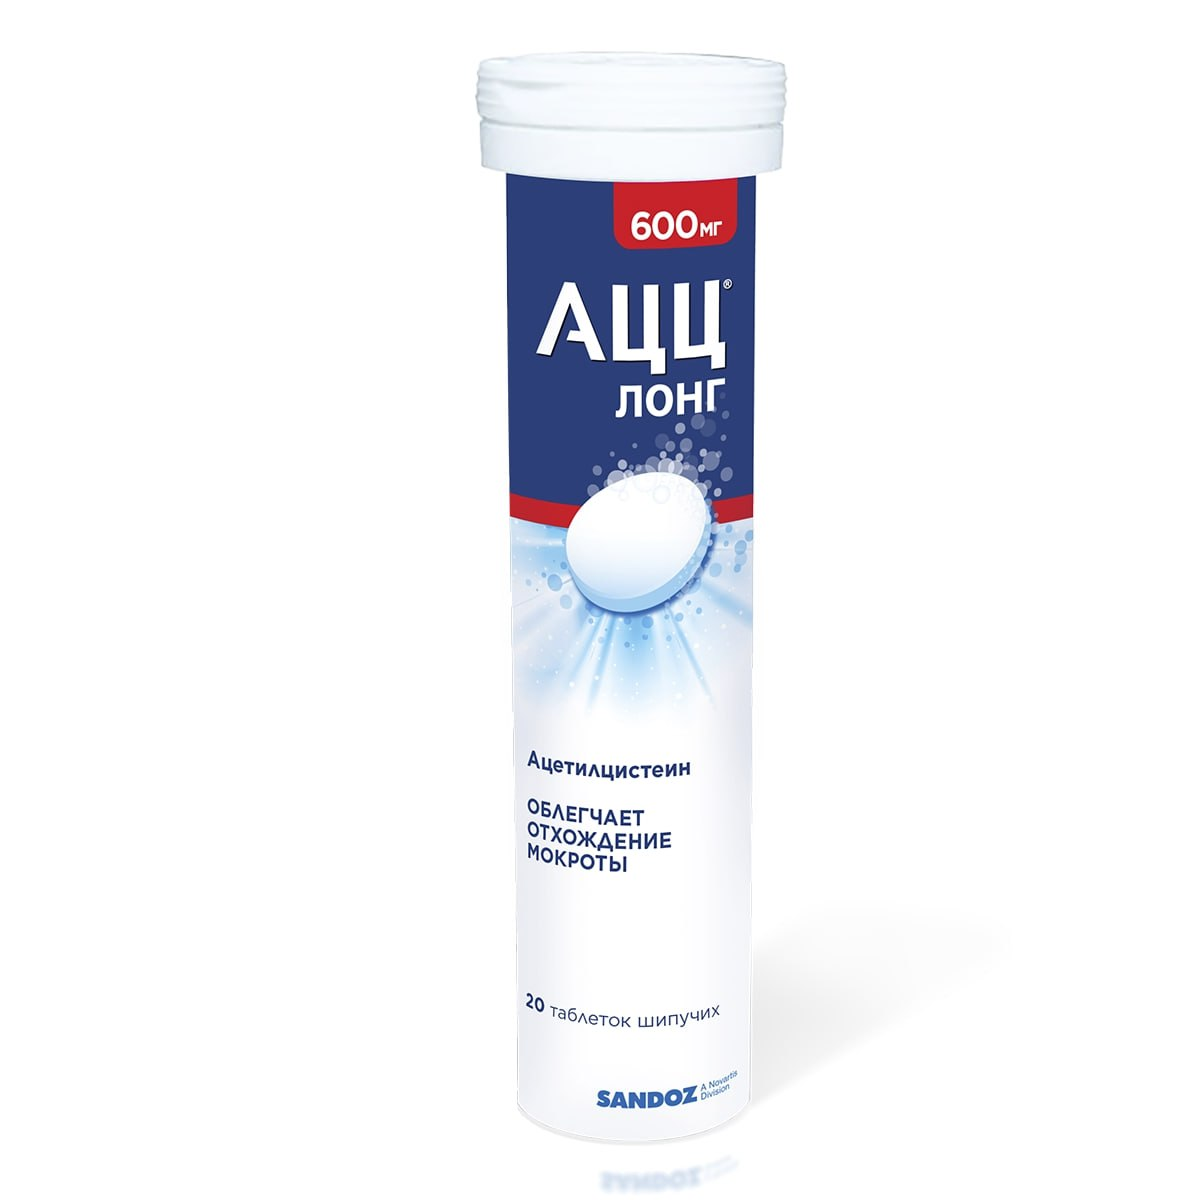 600мг
АЦЦ®
ЛОНГ
Ацетилцистеин
ОБЛЕГЧАЕТ
ОТХОЖДЕНИЕ
МОКРОТЫ
20 таблеток шипучих
SANDOZ A Novartis
Division